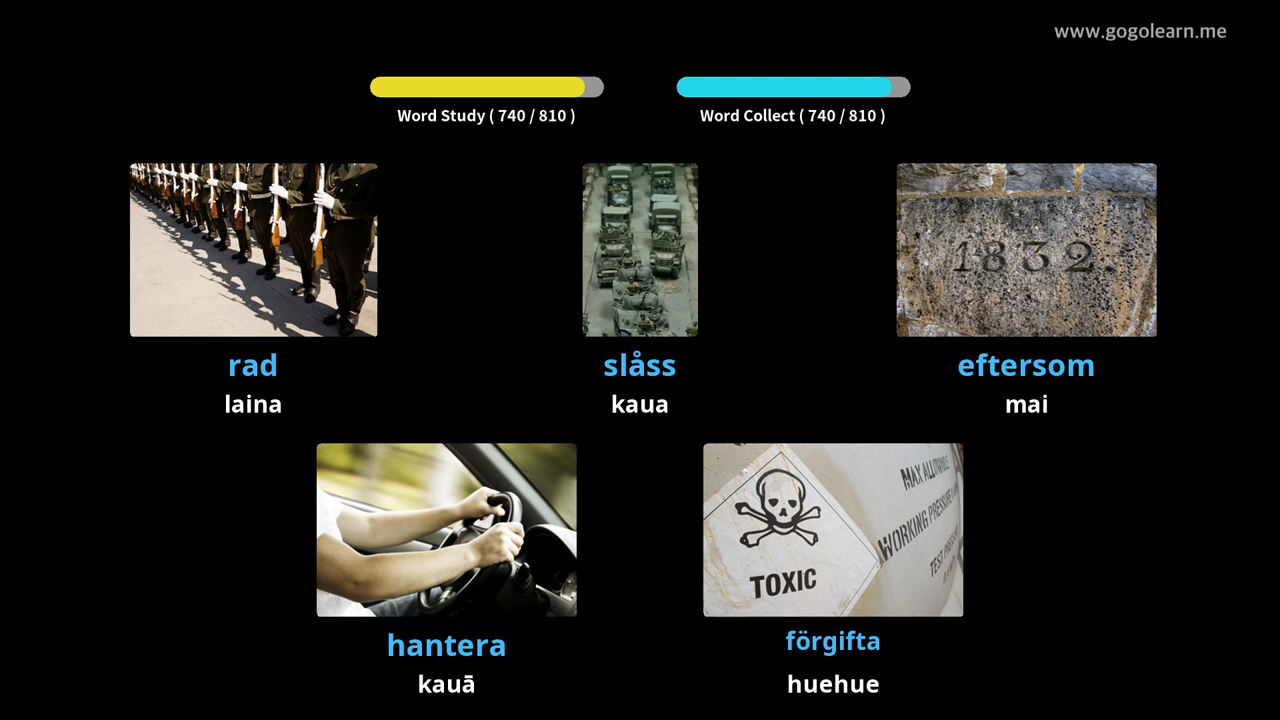 www.gogolearn.me
Word Study ( 740 / 810 )
Word Collect ( 740 / 810 )
1832.
rad
slåss
eftersom
laina
kaua
mai
MAX ALLOWABLE
WORKING PRESSURE
TEST
TOXIC
hantera
förgifta
kauā
huehue